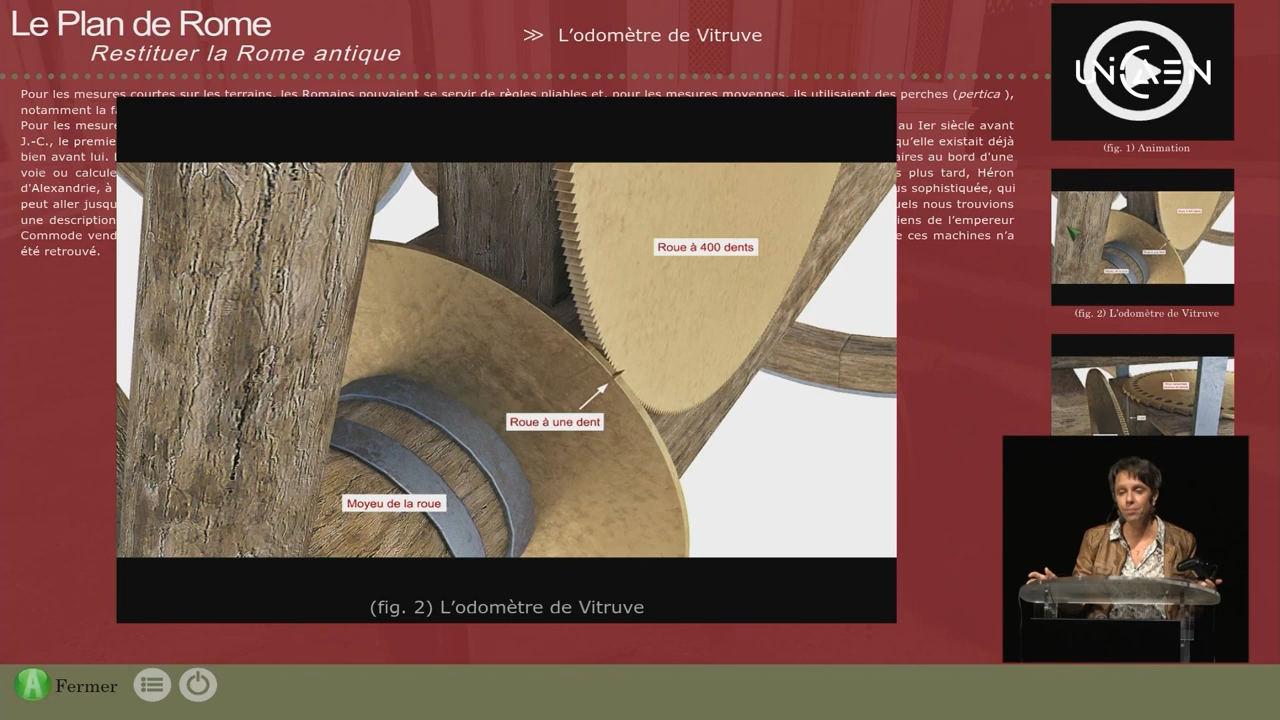 Le Plan de Rome
Restituer la Rome antique
>> L'odomètre de Vitruve
Pour les mesures courtes sur les terrains, les Romains pouvaient se servir de règles pliables et, pour les mesures moyennes, ils utilisaient des perches (pertica ),
notamment la
Pour les mesure au Ier siècle avant
J.-C., le premie qu'elle existait déjà
bien avant lui. aires au bord d'une
voie ou calcule s plus tard, Héron
d'Alexandrie, à us sophistiquée, qui
peut aller jusqu uels nous trouvions
une description iens de l'empereur
Commode vend e ces machines n'a
été retrouvé.
Roue à 400 dents
Roue à une dent
Moyeu de la roue
(fig. 2) L'odomètre de Vitruve
UNICAEN
(fig. 1) Animation
(fig. 2) L'odomètre de Vitruve
A Fermer